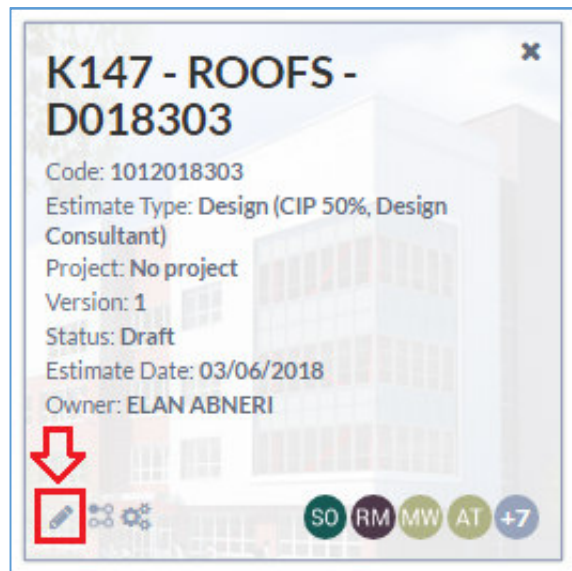 K147 - ROOFS -
D018303
Code: 1012018303
Estimate Type: Design (CIP 50%, Design
Consultant)
Project: No project
Version: 1
Status: Draft
Estimate Date: 03/06/2018
Owner: ELAN ABNERI
SO RM MW AT +7